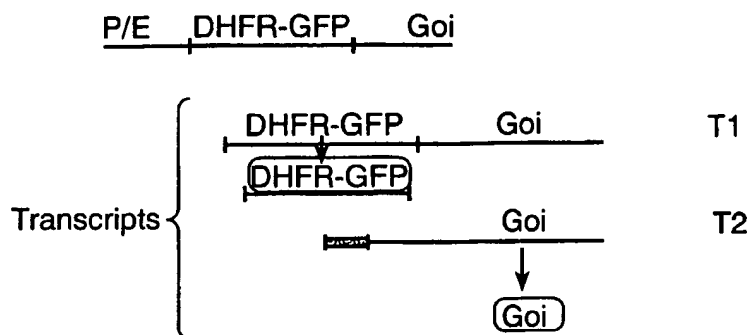 P/E DHFR-GFP Goi
DHFR-GFP Goi T1
DHFR-GFP
Transcripts
Goi T2
Goi